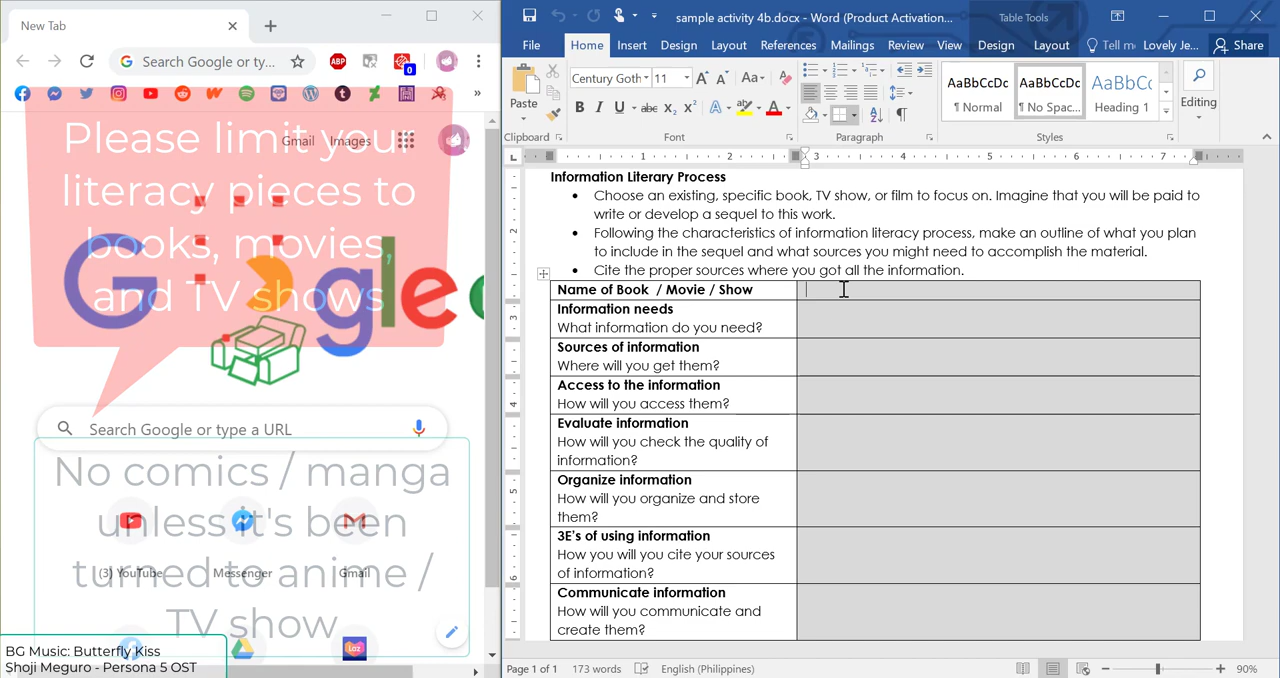 New Tab
Search Google or ty...
ABP
0
»
Gmail
Images
Please limit your
literacy pieces to
books, movies,
and TV shows
Search Google or type a URL
No comics / manga
unless it's been
turned to anime /
TV show
(3) YouTube
Messenger
Gmail
BG Music: Butterfly Kiss
Shoji Meguro - Persona 5 OST
sample activity 4b.docx - Word (Product Activation...
Table Tools
File
Home
Insert
Design
Layout
References
Mailings
Review
View
Design
Layout
Tell me
Lovely Je...
Share
Paste
Clipboard
Century Goth
11
Font
Paragraph
AaBbCcDc
¶ Normal
AaBbCcDc
¶ No Spac...
AaBbCc
Heading 1
Styles
Editing
Information Literary Process
• Choose an existing, specific book, TV show, or film to focus on. Imagine that you will be paid to
write or develop a sequel to this work.
• Following the characteristics of information literacy process, make an outline of what you plan
to include in the sequel and what sources you might need to accomplish the material.
• Cite the proper sources where you got all the information.
Name of Book / Movie / Show
Information needs
What information do you need?
Sources of information
Where will you get them?
Access to the information
How will you access them?
Evaluate information
How will you check the quality of
information?
Organize information
How will you organize and store
them?
3E's of using information
How you will you cite your sources
of information?
Communicate information
How will you communicate and
create them?
Page 1 of 1
173 words
English (Philippines)
90%